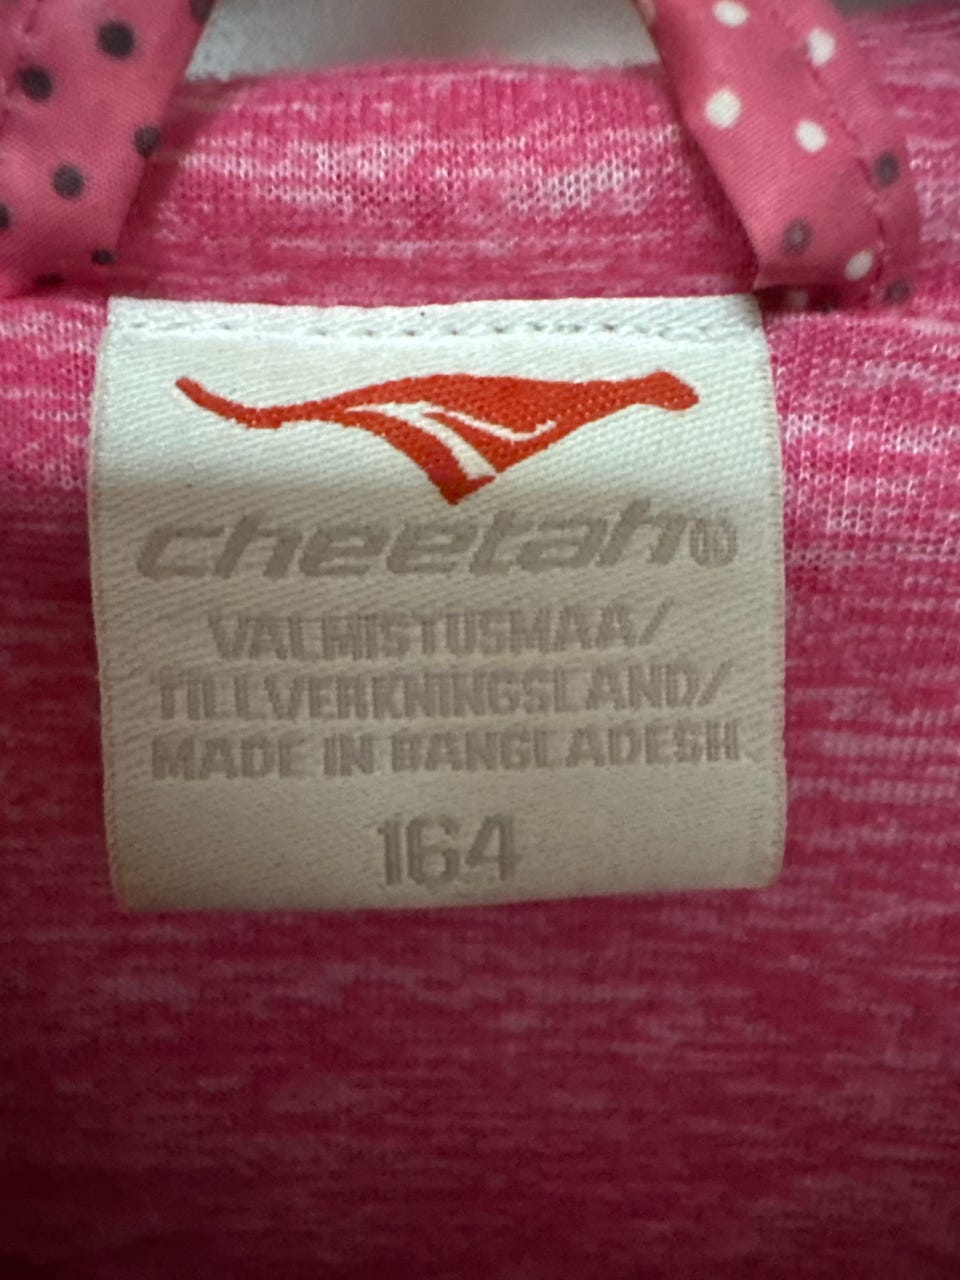 cheetah®
VALMISTUSMAA/
TILLVERKNINGSLAND/
MADE IN BANGLADESH
164